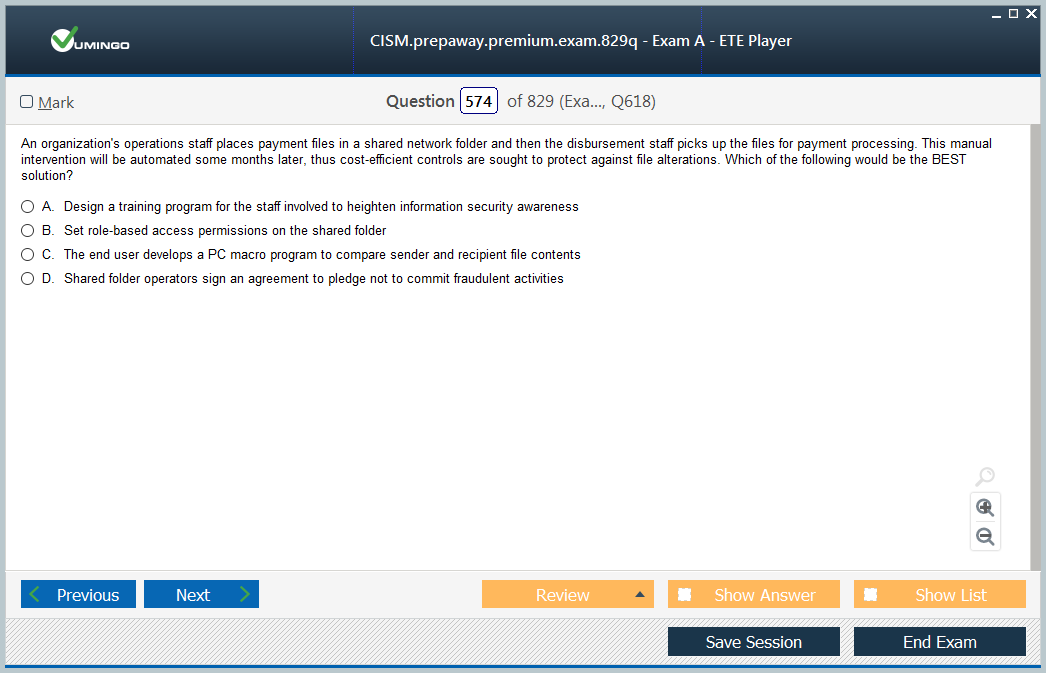 VUMINGO
CISM.prepaway.premium.exam.829q - Exam A - ETE Player
Mark
Question 574 of 829 (Exa..., Q618)
An organization's operations staff places payment files in a shared network folder and then the disbursement staff picks up the files for payment processing. This manual
intervention will be automated some months later, thus cost-efficient controls are sought to protect against file alterations. Which of the following would be the BEST
solution?
A. Design a training program for the staff involved to heighten information security awareness
B. Set role-based access permissions on the shared folder
C. The end user develops a PC macro program to compare sender and recipient file contents
D. Shared folder operators sign an agreement to pledge not to commit fraudulent activities
Previous
Next
Review
Show Answer
Show List
Save Session
End Exam